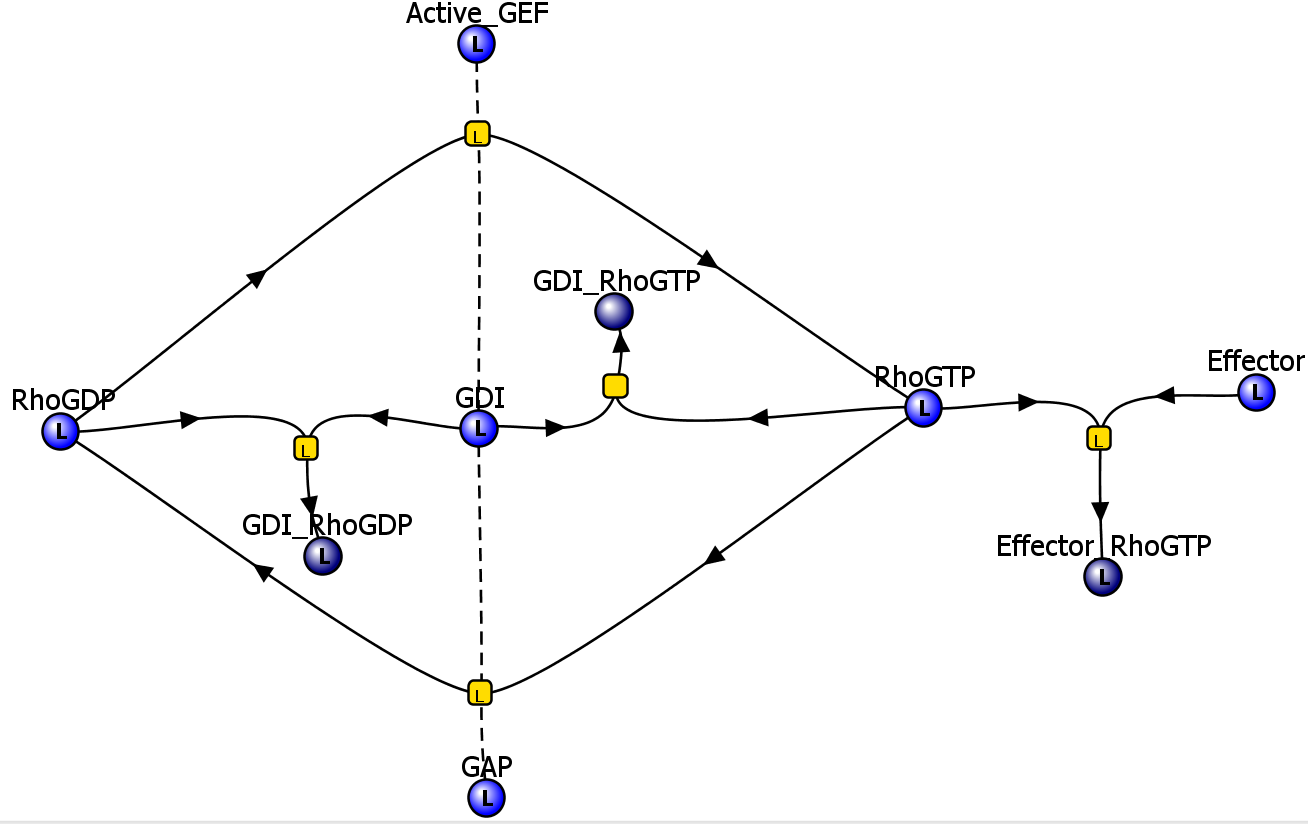 Active_GEF
L
L
GDI_RhoGTP
Effector
RhoGTP
RhoGDP
GDI
L
L
L
L
L
L
L
GDI_RhoGDP
L
Effector_RhoGTP
L
L
GAP
L